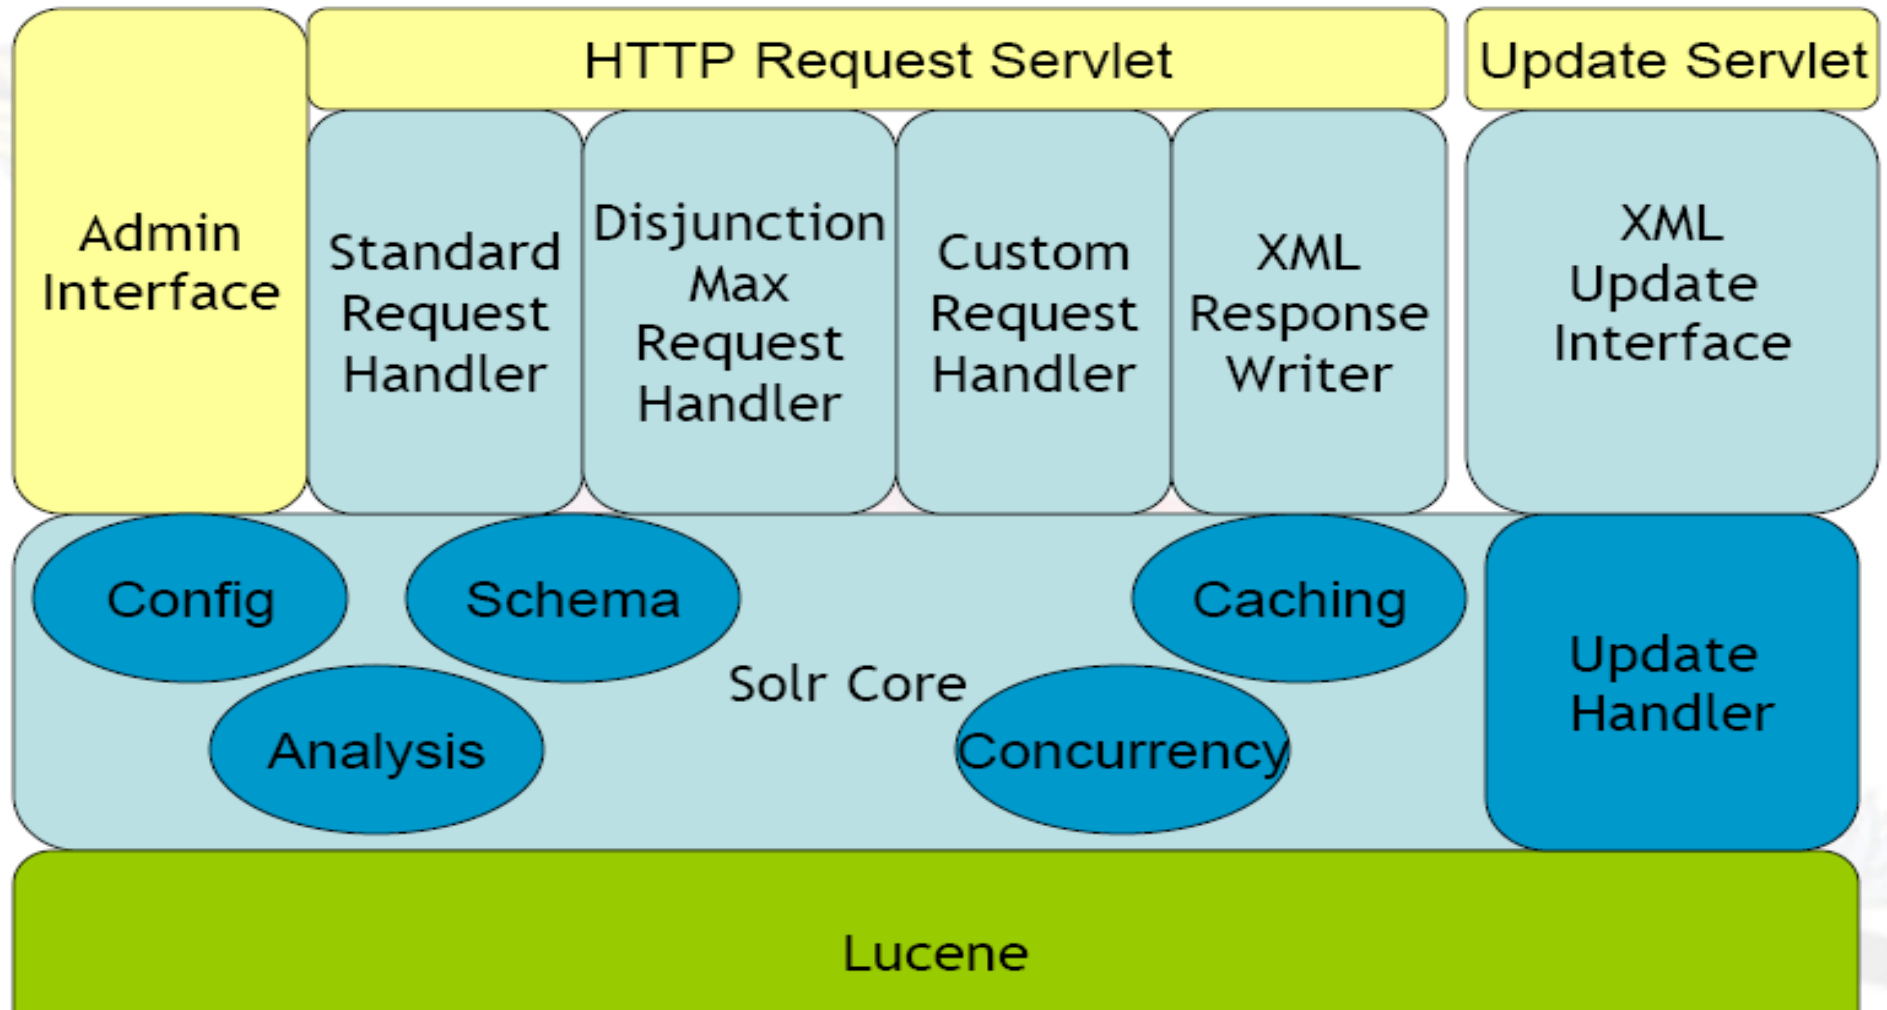 HTTP Request Servlet
Update Servlet
Admin
Interface
Standard
Request
Handler
Disjunction
Max
Request
Handler
Custom
Request
Handler
XML
Response
Writer
XML
Update
Interface
Config
Schema
Caching
Solr Core
Analysis
Concurrency
Update
Handler
Lucene